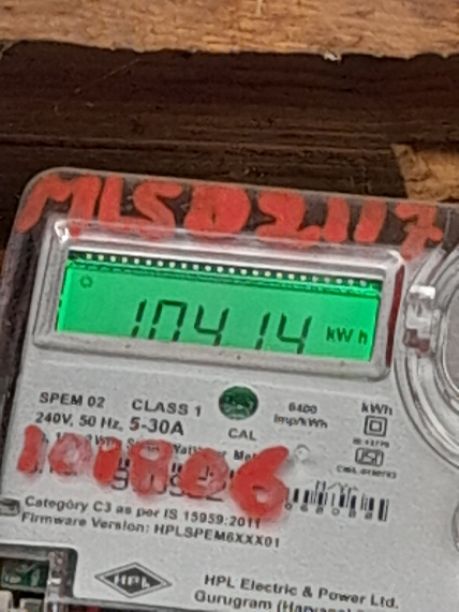 MLSD2117
10414 kWh
SPEM 02 CLASS 1 6400 kWh
240V, 50 Hz, 5-30A imp/kWh
CAL
101806
Category C3 as per IS 15959:2011
Firmware Version: HPLSPEM6XXX01
HPL
HPL Electric & Power Ltd.
Gurugram